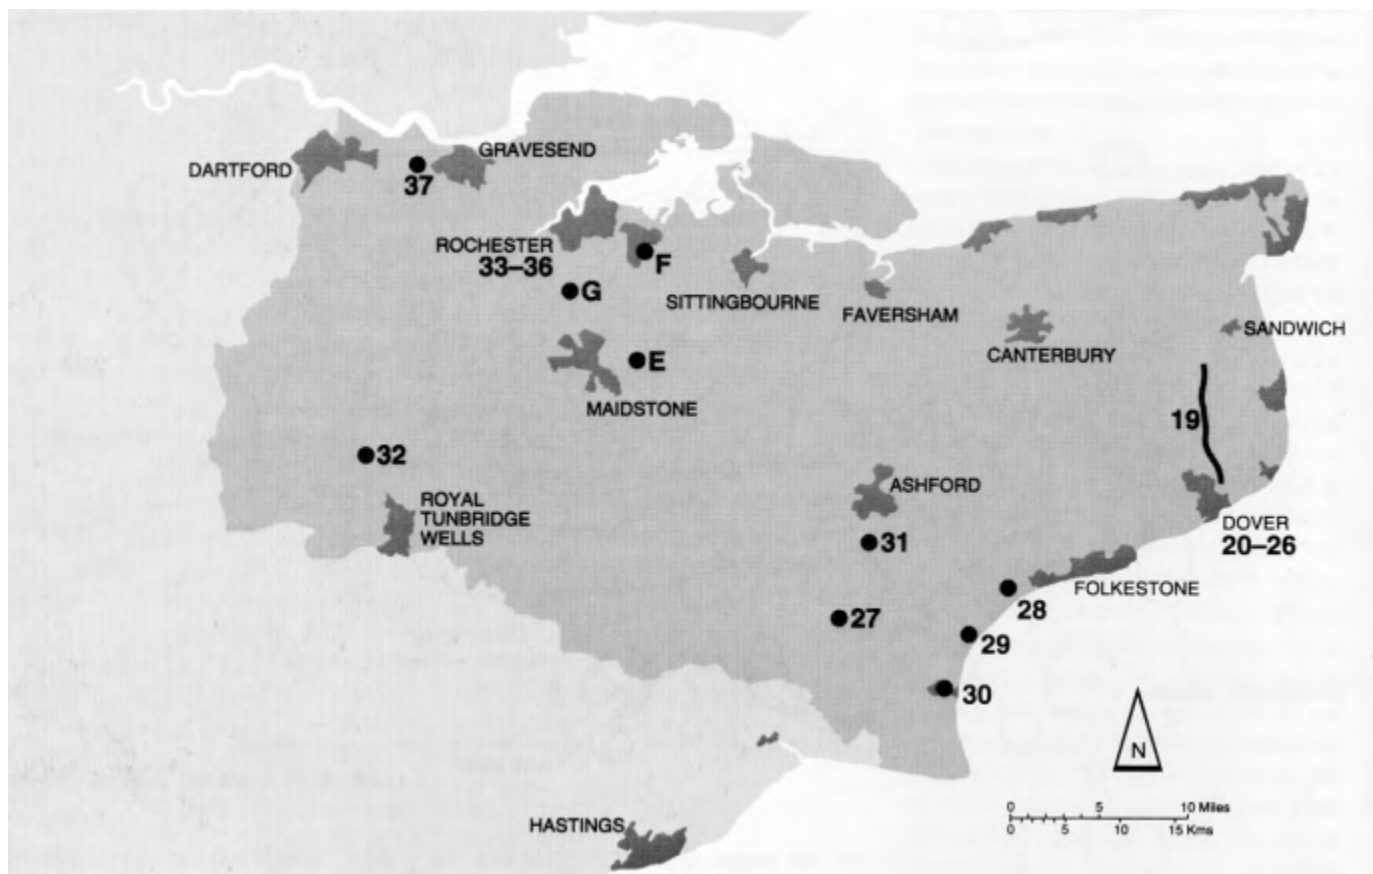 GRAVESEND
DARTFORD
37
ROCHESTER
33–36
F
G
SITTINGBOURNE
FAVERSHAM
SANDWICH
CANTERBURY
E
MAIDSTONE
19
32
ROYAL
TUNBRIDGE
WELLS
ASHFORD
DOVER
20–26
31
FOLKESTONE
28
27
29
30
N
0 5 10 Miles
0 5 10 15 Kms
HASTINGS